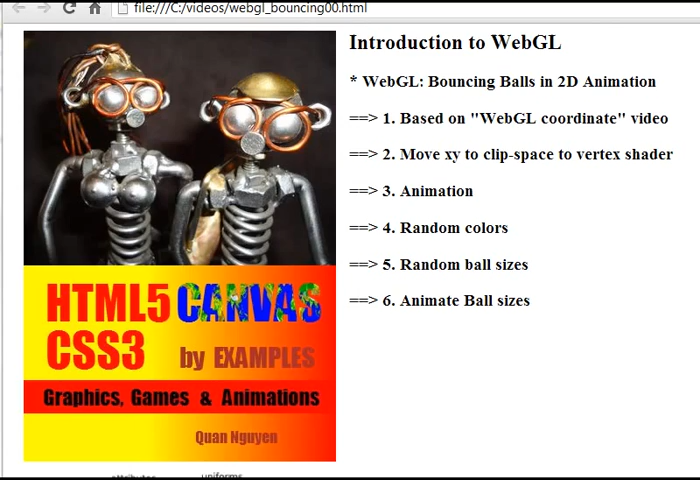 file:///C:/videos/webgl_bouncing00.html
Introduction to WebGL
* WebGL: Bouncing Balls in 2D Animation
==> 1. Based on "WebGL coordinate" video
==> 2. Move xy to clip-space to vertex shader
==> 3. Animation
==> 4. Random colors
==> 5. Random ball sizes
==> 6. Animate Ball sizes
HTML5 CANVAS
CSS3 by EXAMPLES
Graphics, Games & Animations
Quan Nguyen
attributes uniforms